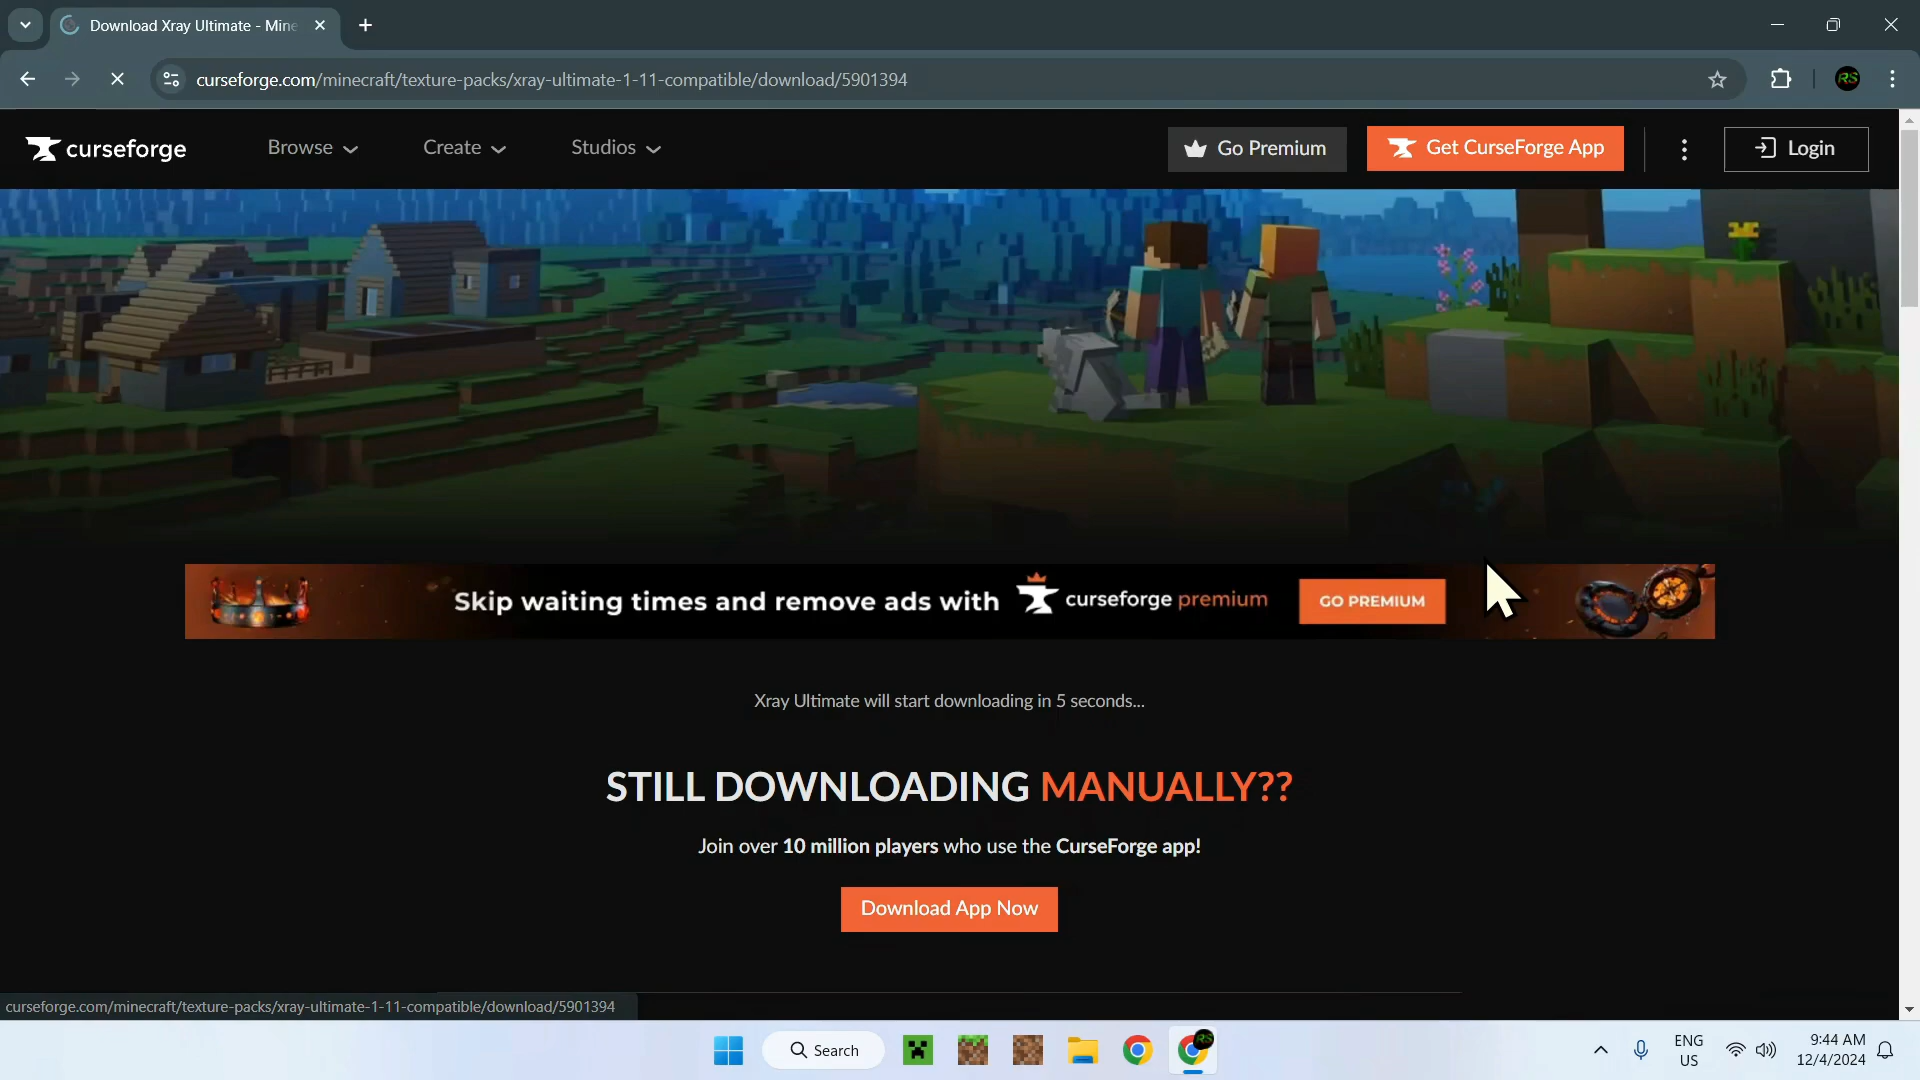 Download Xray Ultimate - Mine
curseforge.com/minecraft/texture-packs/xray-ultimate-1-11-compatible/download/5901394
RS
curseforge
Browse
Create
Studios
Go Premium
Get CurseForge App
Login
Skip waiting times and remove ads with curseforge premium
GO PREMIUM
Xray Ultimate will start downloading in 5 seconds...
STILL DOWNLOADING MANUALLY??
Join over 10 million players who use the CurseForge app!
Download App Now
curseforge.com/minecraft/texture-packs/xray-ultimate-1-11-compatible/download/5901394
Search
RS
ENG
US
9:44 AM
12/4/2024